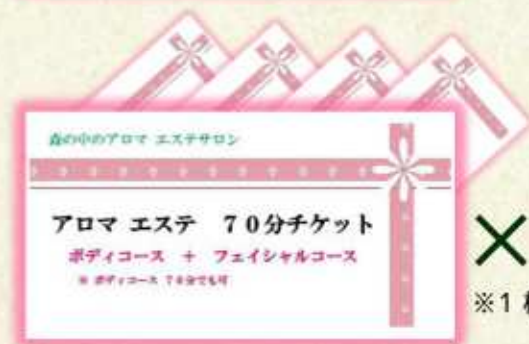 森の中のアロマ エステサロン
アロマ エステ 70分チケット
ボディコース + フェイシャルコース
※ ボディコース 70分でも可
×
※1